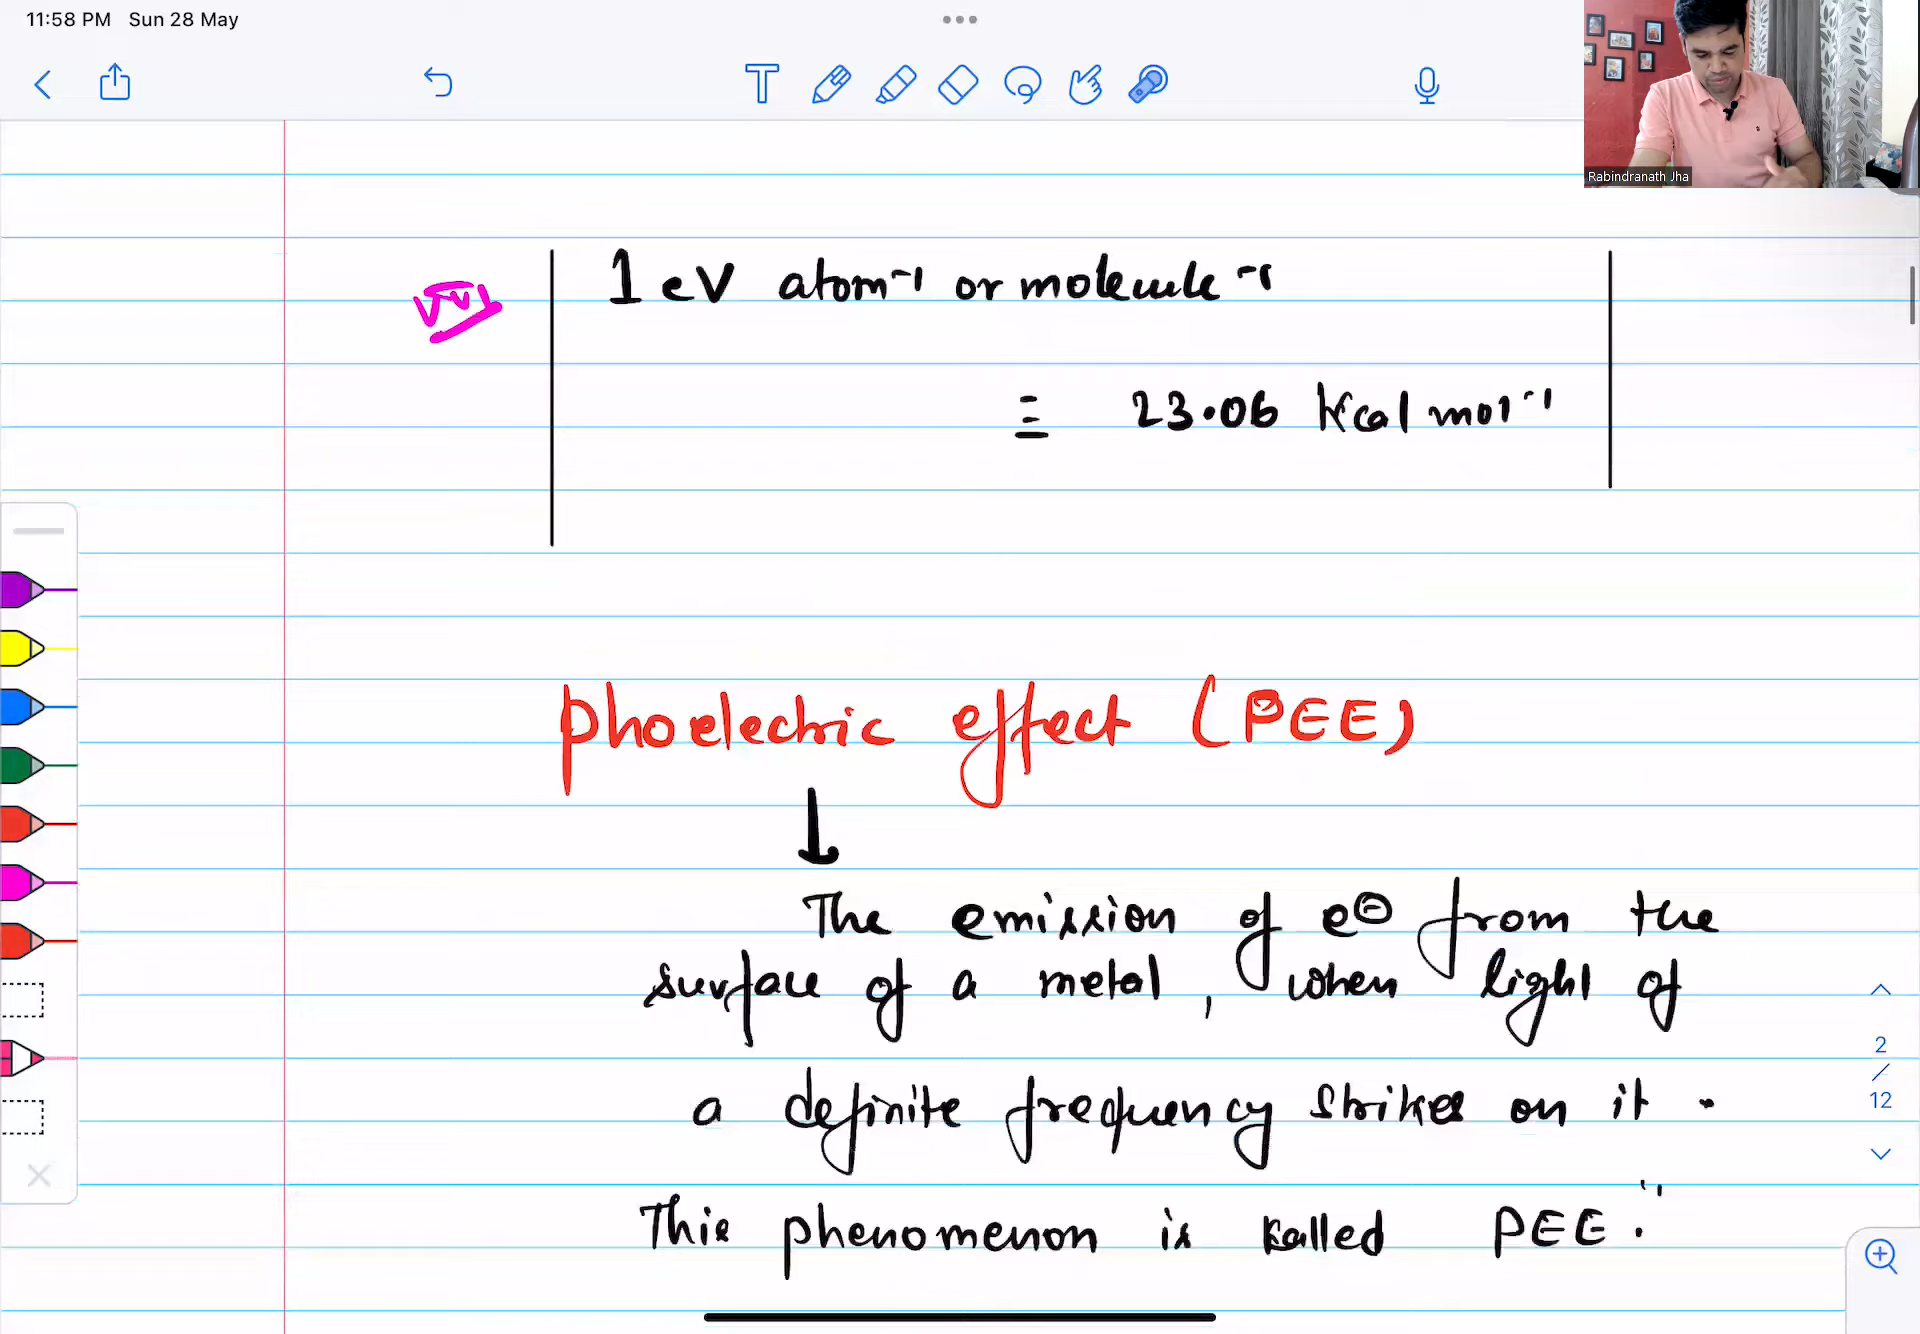 11:58 PM Sun 28 May
T
Rabindranath Jha
VVI
1 eV atom⁻¹ or molecule⁻¹
≡ 23.06 Kcal mol⁻¹
phoelectric effect (PEE)
↓
The emission of e⊖ from the
surface of a metal, when light of
a definite frequency strikes on it.
This phenomenon is called PEE."
2
/
12